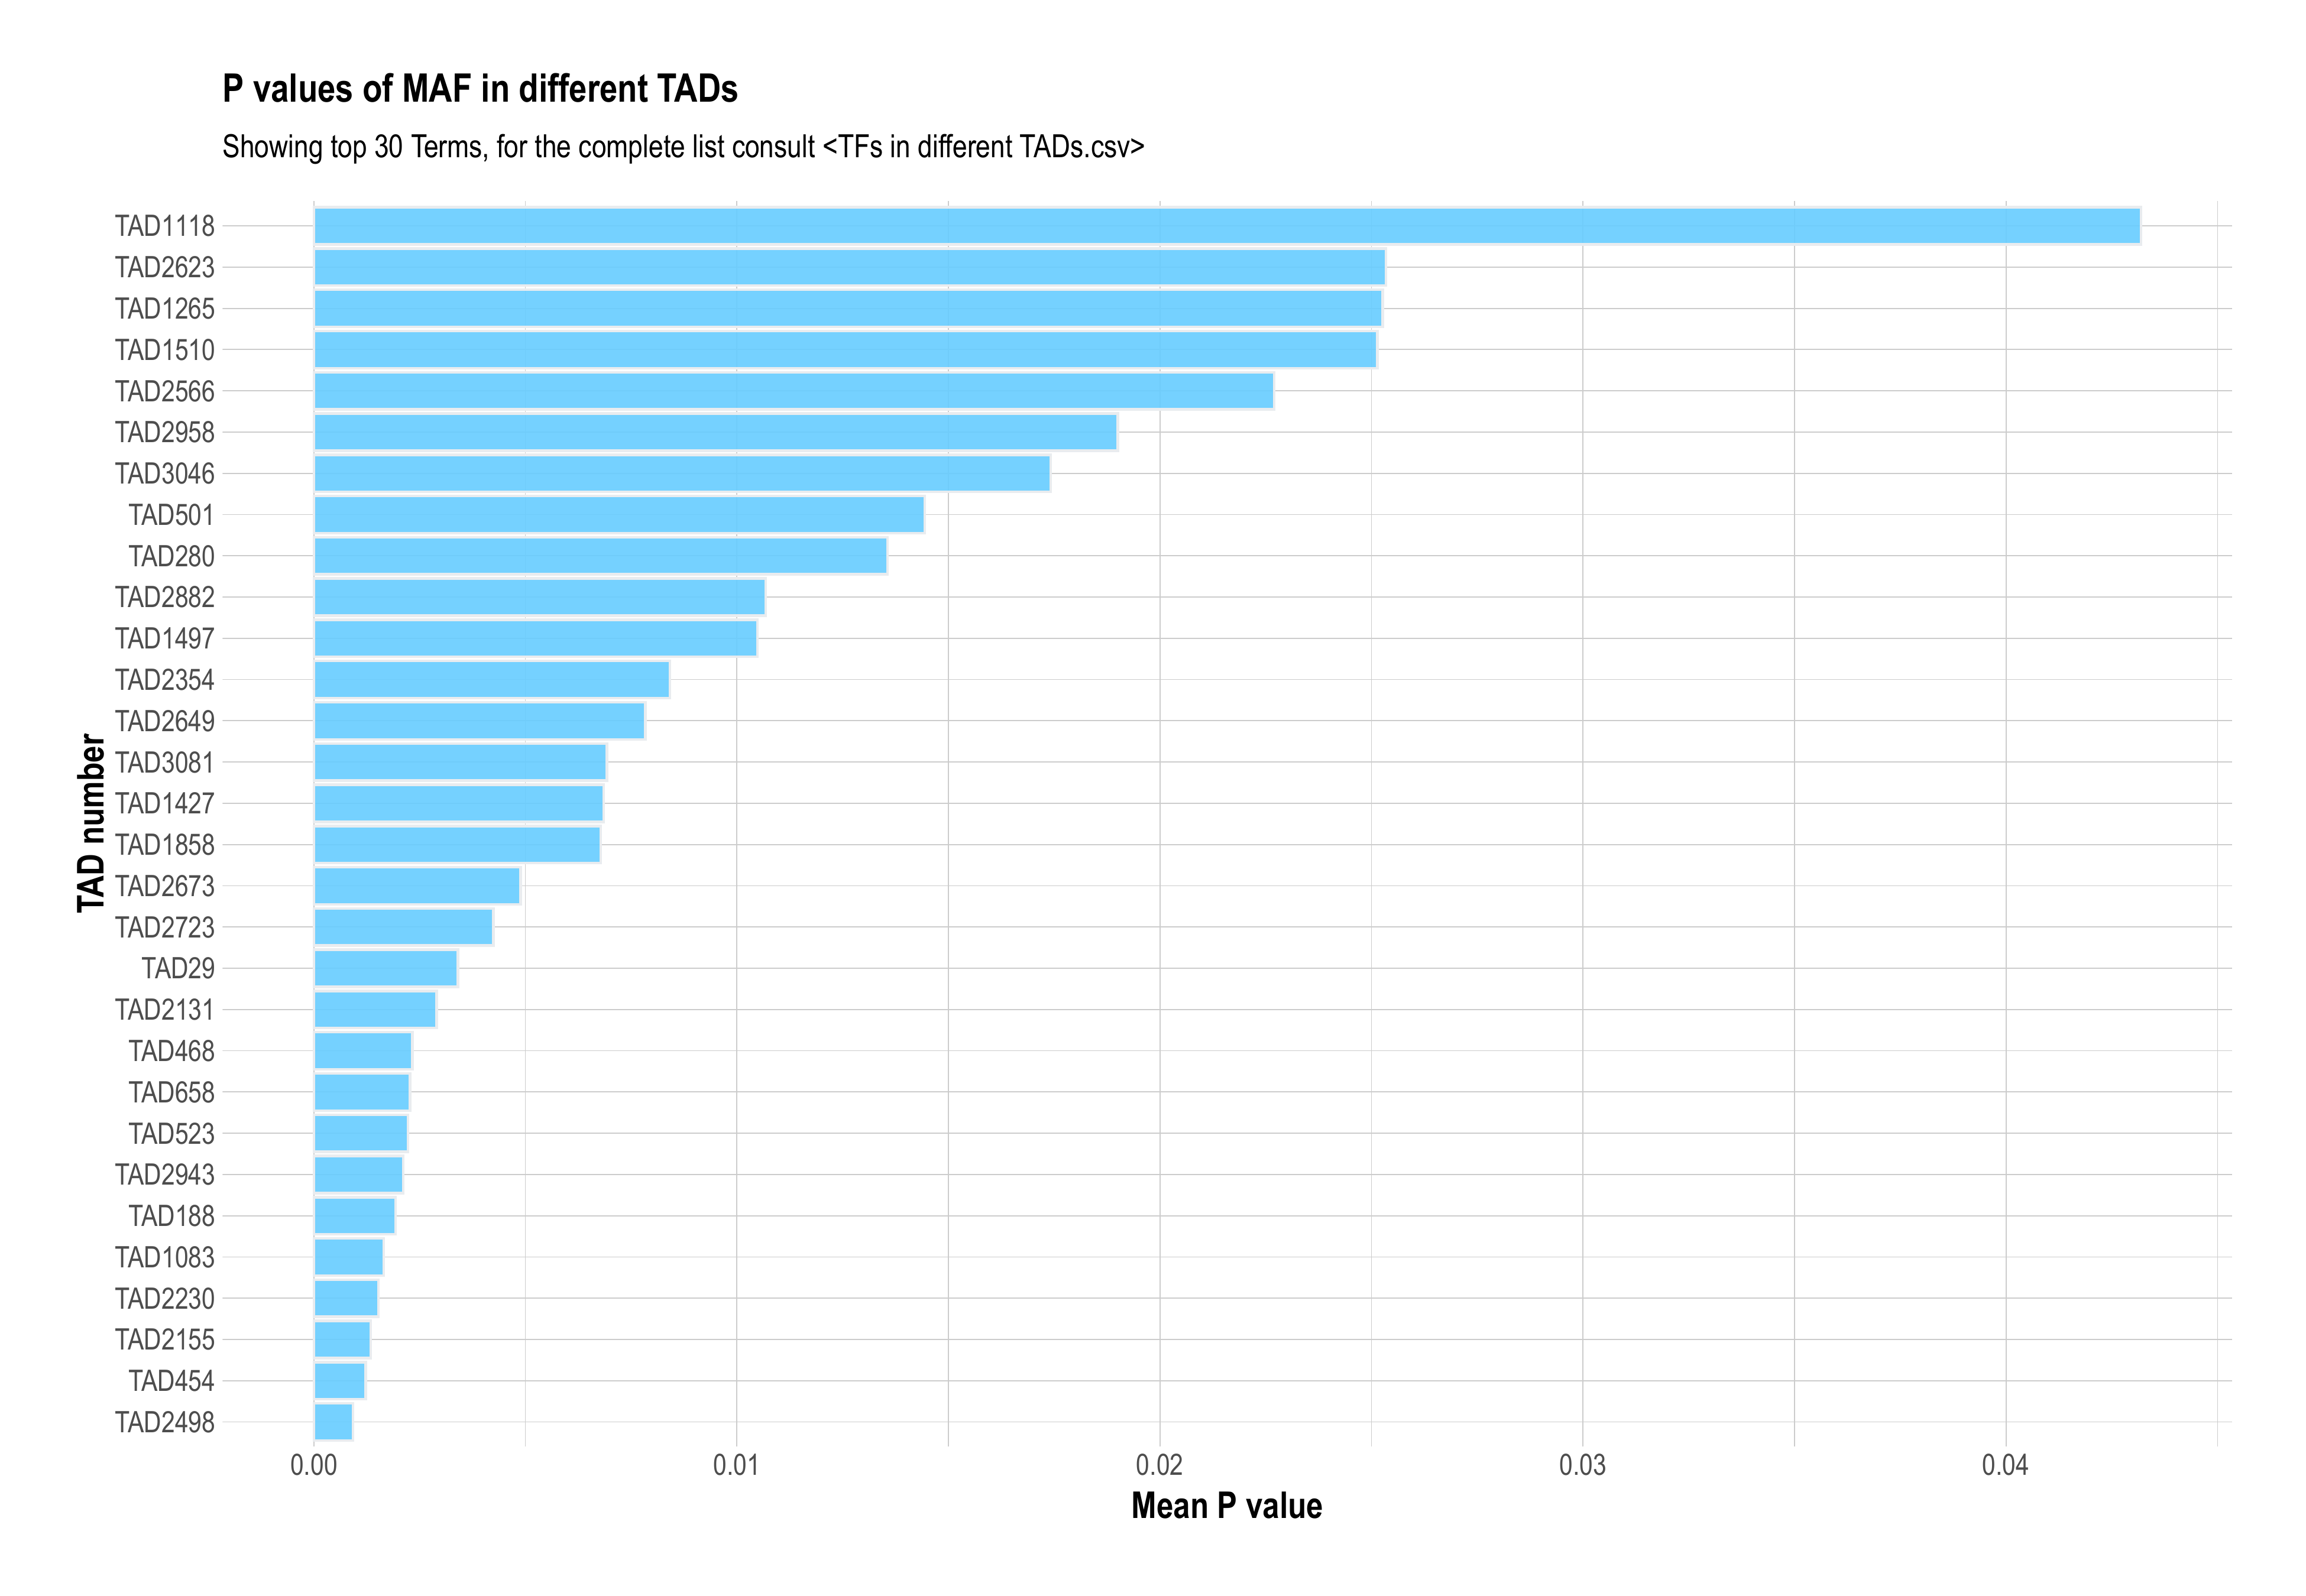 P values of MAF in different TADs
Showing top 30 Terms, for the complete list consult <TFs in different TADs.csv>
TAD number
TAD1118
TAD2623
TAD1265
TAD1510
TAD2566
TAD2958
TAD3046
TAD501
TAD280
TAD2882
TAD1497
TAD2354
TAD2649
TAD3081
TAD1427
TAD1858
TAD2673
TAD2723
TAD29
TAD2131
TAD468
TAD658
TAD523
TAD2943
TAD188
TAD1083
TAD2230
TAD2155
TAD454
TAD2498
0.00 0.01 0.02 0.03 0.04
Mean P value